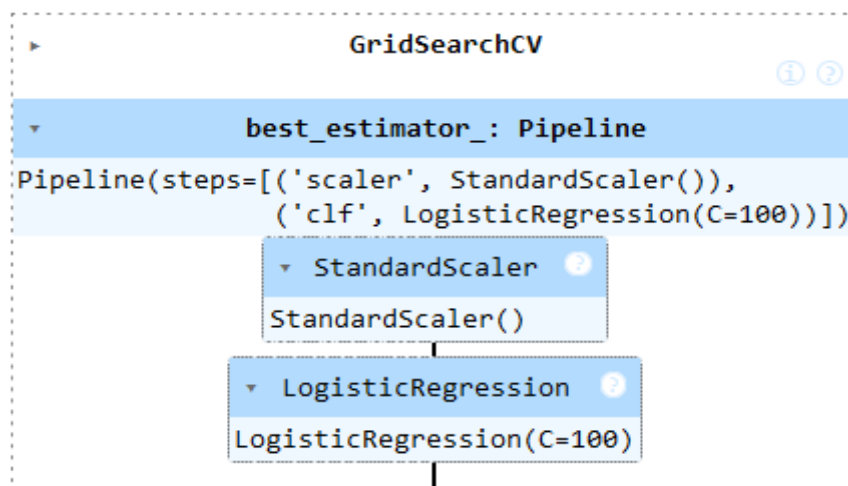 GridSearchCV
best_estimator_: Pipeline
Pipeline(steps=[('scaler', StandardScaler()),
('clf', LogisticRegression(C=100))])
StandardScaler ?
StandardScaler()
LogisticRegression ?
LogisticRegression(C=100)